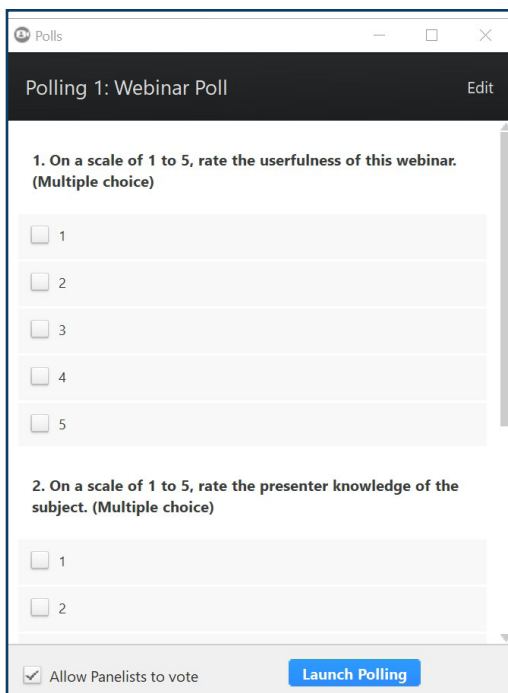 Polls
Polling 1: Webinar Poll
Edit
1. On a scale of 1 to 5, rate the userfulness of this webinar.
(Multiple choice)
1
2
3
4
5
2. On a scale of 1 to 5, rate the presenter knowledge of the
subject. (Multiple choice)
1
2
Allow Panelists to vote
Launch Polling